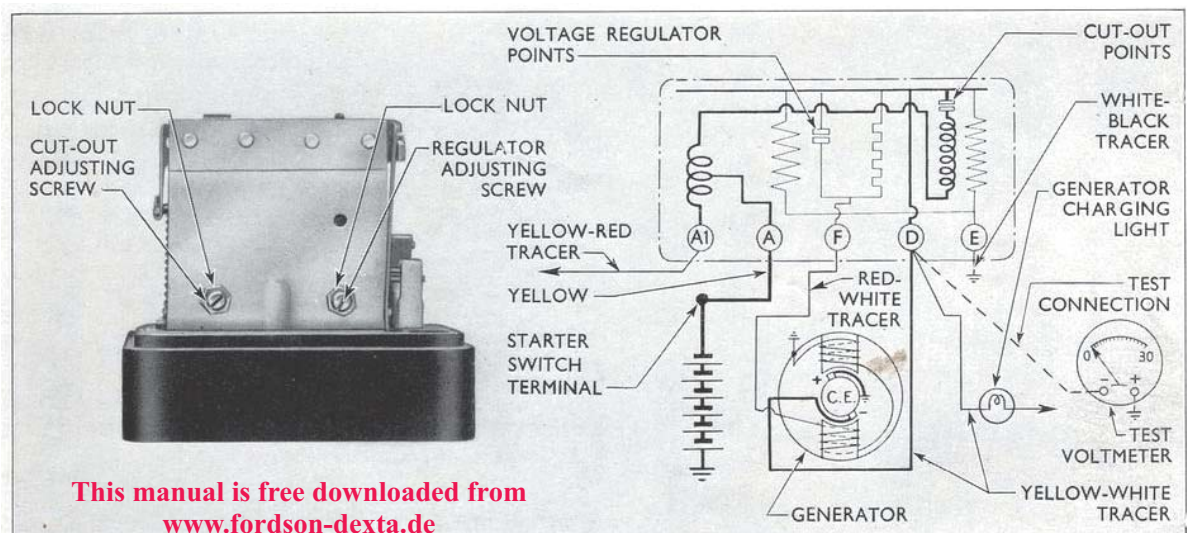 VOLTAGE REGULATOR
POINTS
CUT-OUT
POINTS
LOCK NUT
LOCK NUT
WHITE-
BLACK
TRACER
CUT-OUT
ADJUSTING
SCREW
REGULATOR
ADJUSTING
SCREW
GENERATOR
CHARGING
LIGHT
A1
A
F
D
E
YELLOW-RED
TRACER
YELLOW
RED-
WHITE
TRACER
TEST
CONNECTION
STARTER
SWITCH
TERMINAL
0
30
- +
+
C.E.
-
TEST
VOLTMETER
This manual is free downloaded from
www.fordson-dexta.de
GENERATOR
YELLOW-WHITE
TRACER